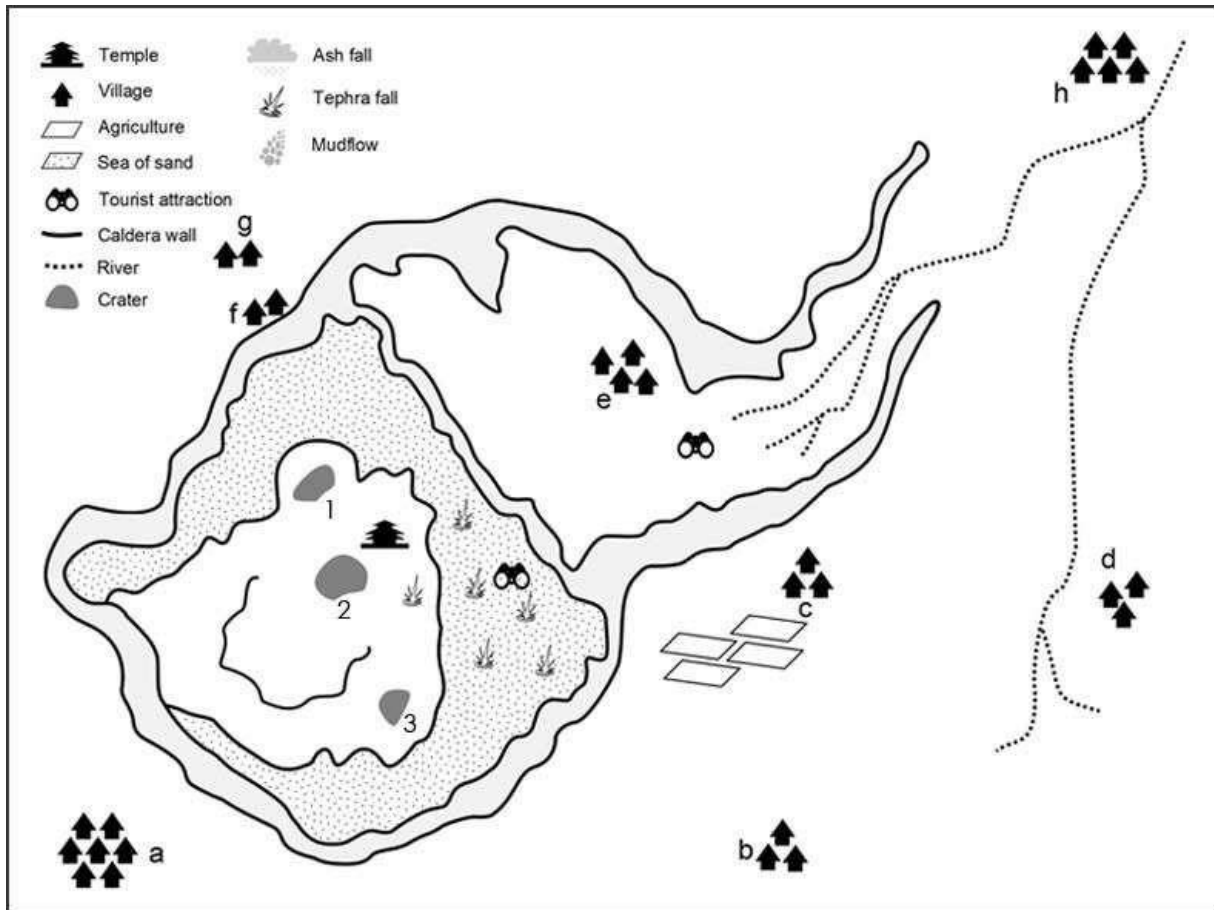 Temple
Village
Agriculture
Sea of sand
Tourist attraction
Caldera wall
River
Crater
Ash fall
Tephra fall
Mudflow
h
g
f
e
1
2
d
c
3
b
a